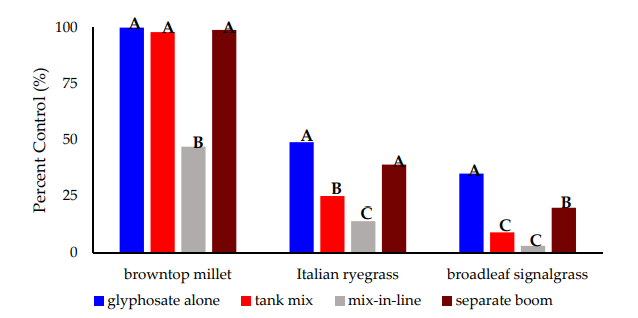 Percent Control (%)
100
75
50
25
0
A A B A
A B C A
A C C B
browntop millet Italian ryegrass broadleaf signalgrass
glyphosate alone tank mix mix-in-line separate boom